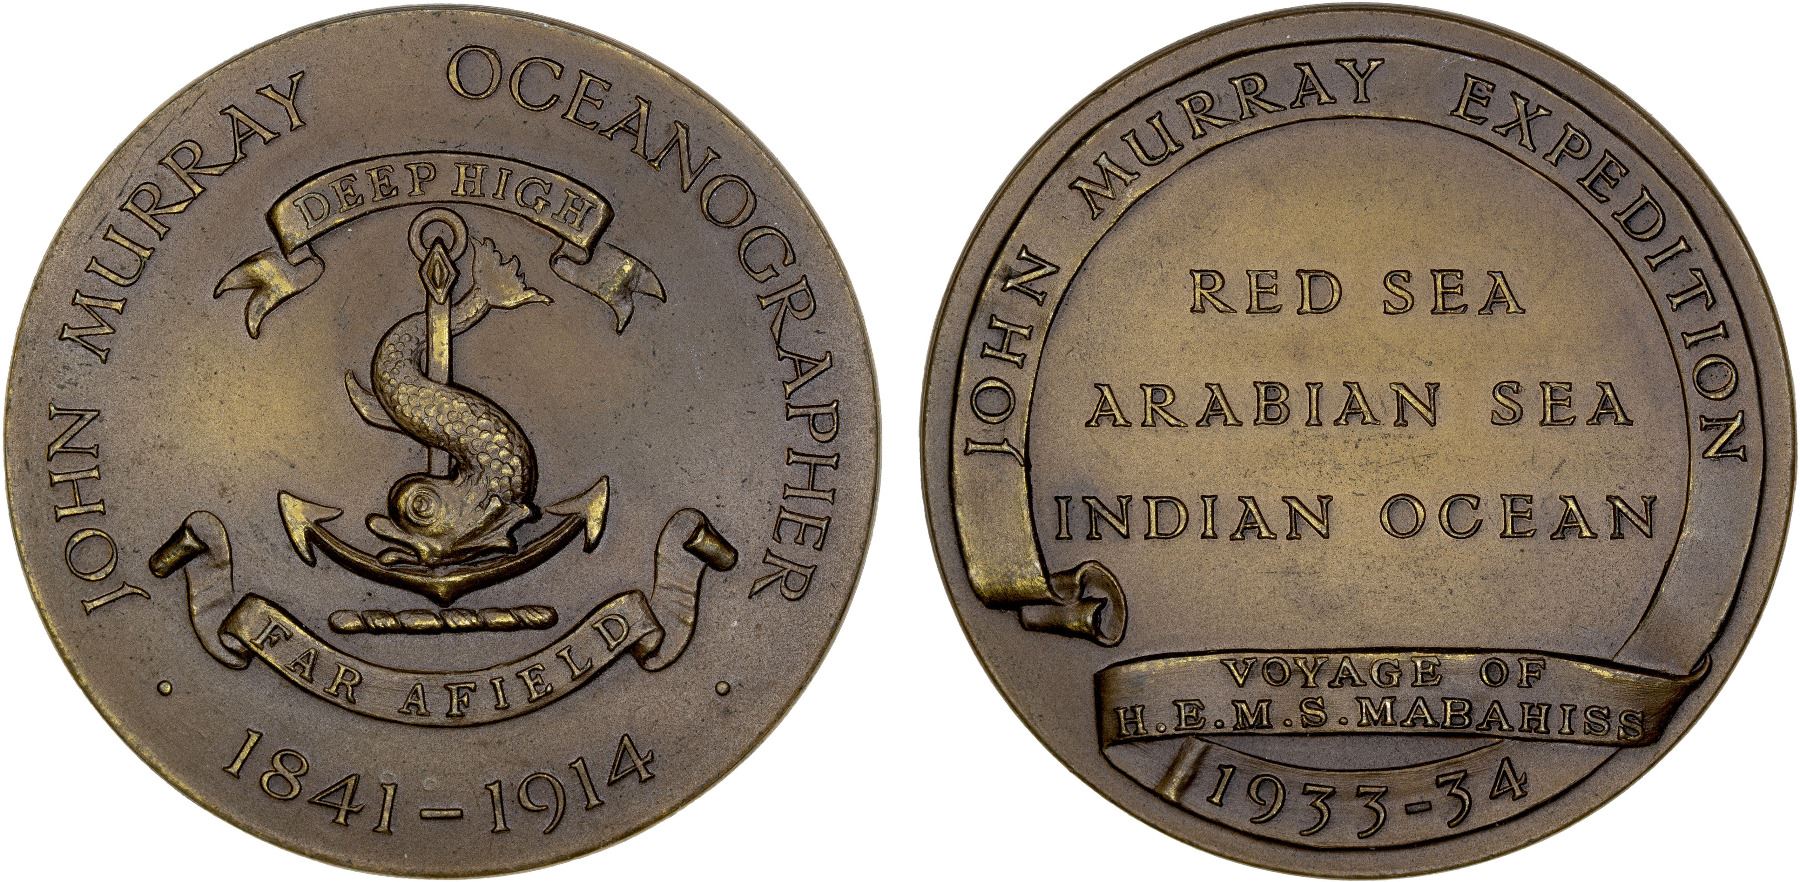 JOHN MURRAY OCEANOGRAPHER
DEEP HIGH
FAR AFIELD
1841-1914
JOHN MURRAY EXPEDITION
RED SEA
ARABIAN SEA
INDIAN OCEAN
VOYAGE OF
H.E.M.S. MABAHISS
1933-34